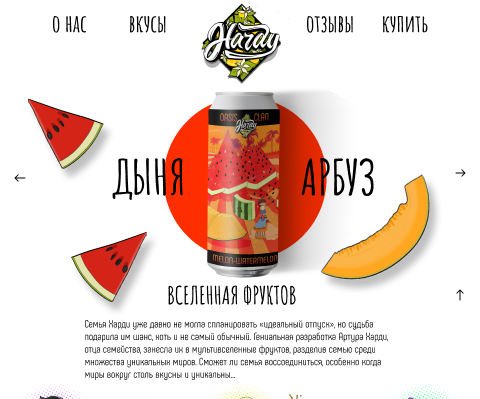 О НАС ВКУСЫ Hardy ОТЗЫВЫ КУПИТЬ
OASIS CLAN
Hardy
ДЫНЯ АРБУЗ
MELON-WATERMELON
ВСЕЛЕННАЯ ФРУКТОВ
Семья Харди уже давно не могла спланировать «идеальный отпуск», но судьба
подарила им шанс, хоть и не самый обычный. Гениальная разработка Артура Харди,
отца семейства, занесла их в мультивселенные фруктов, разделив семью среди
множества уникальных миров. Сможет ли семья воссоединиться, особенно когда
миры вокруг столь вкусны и уникальны...